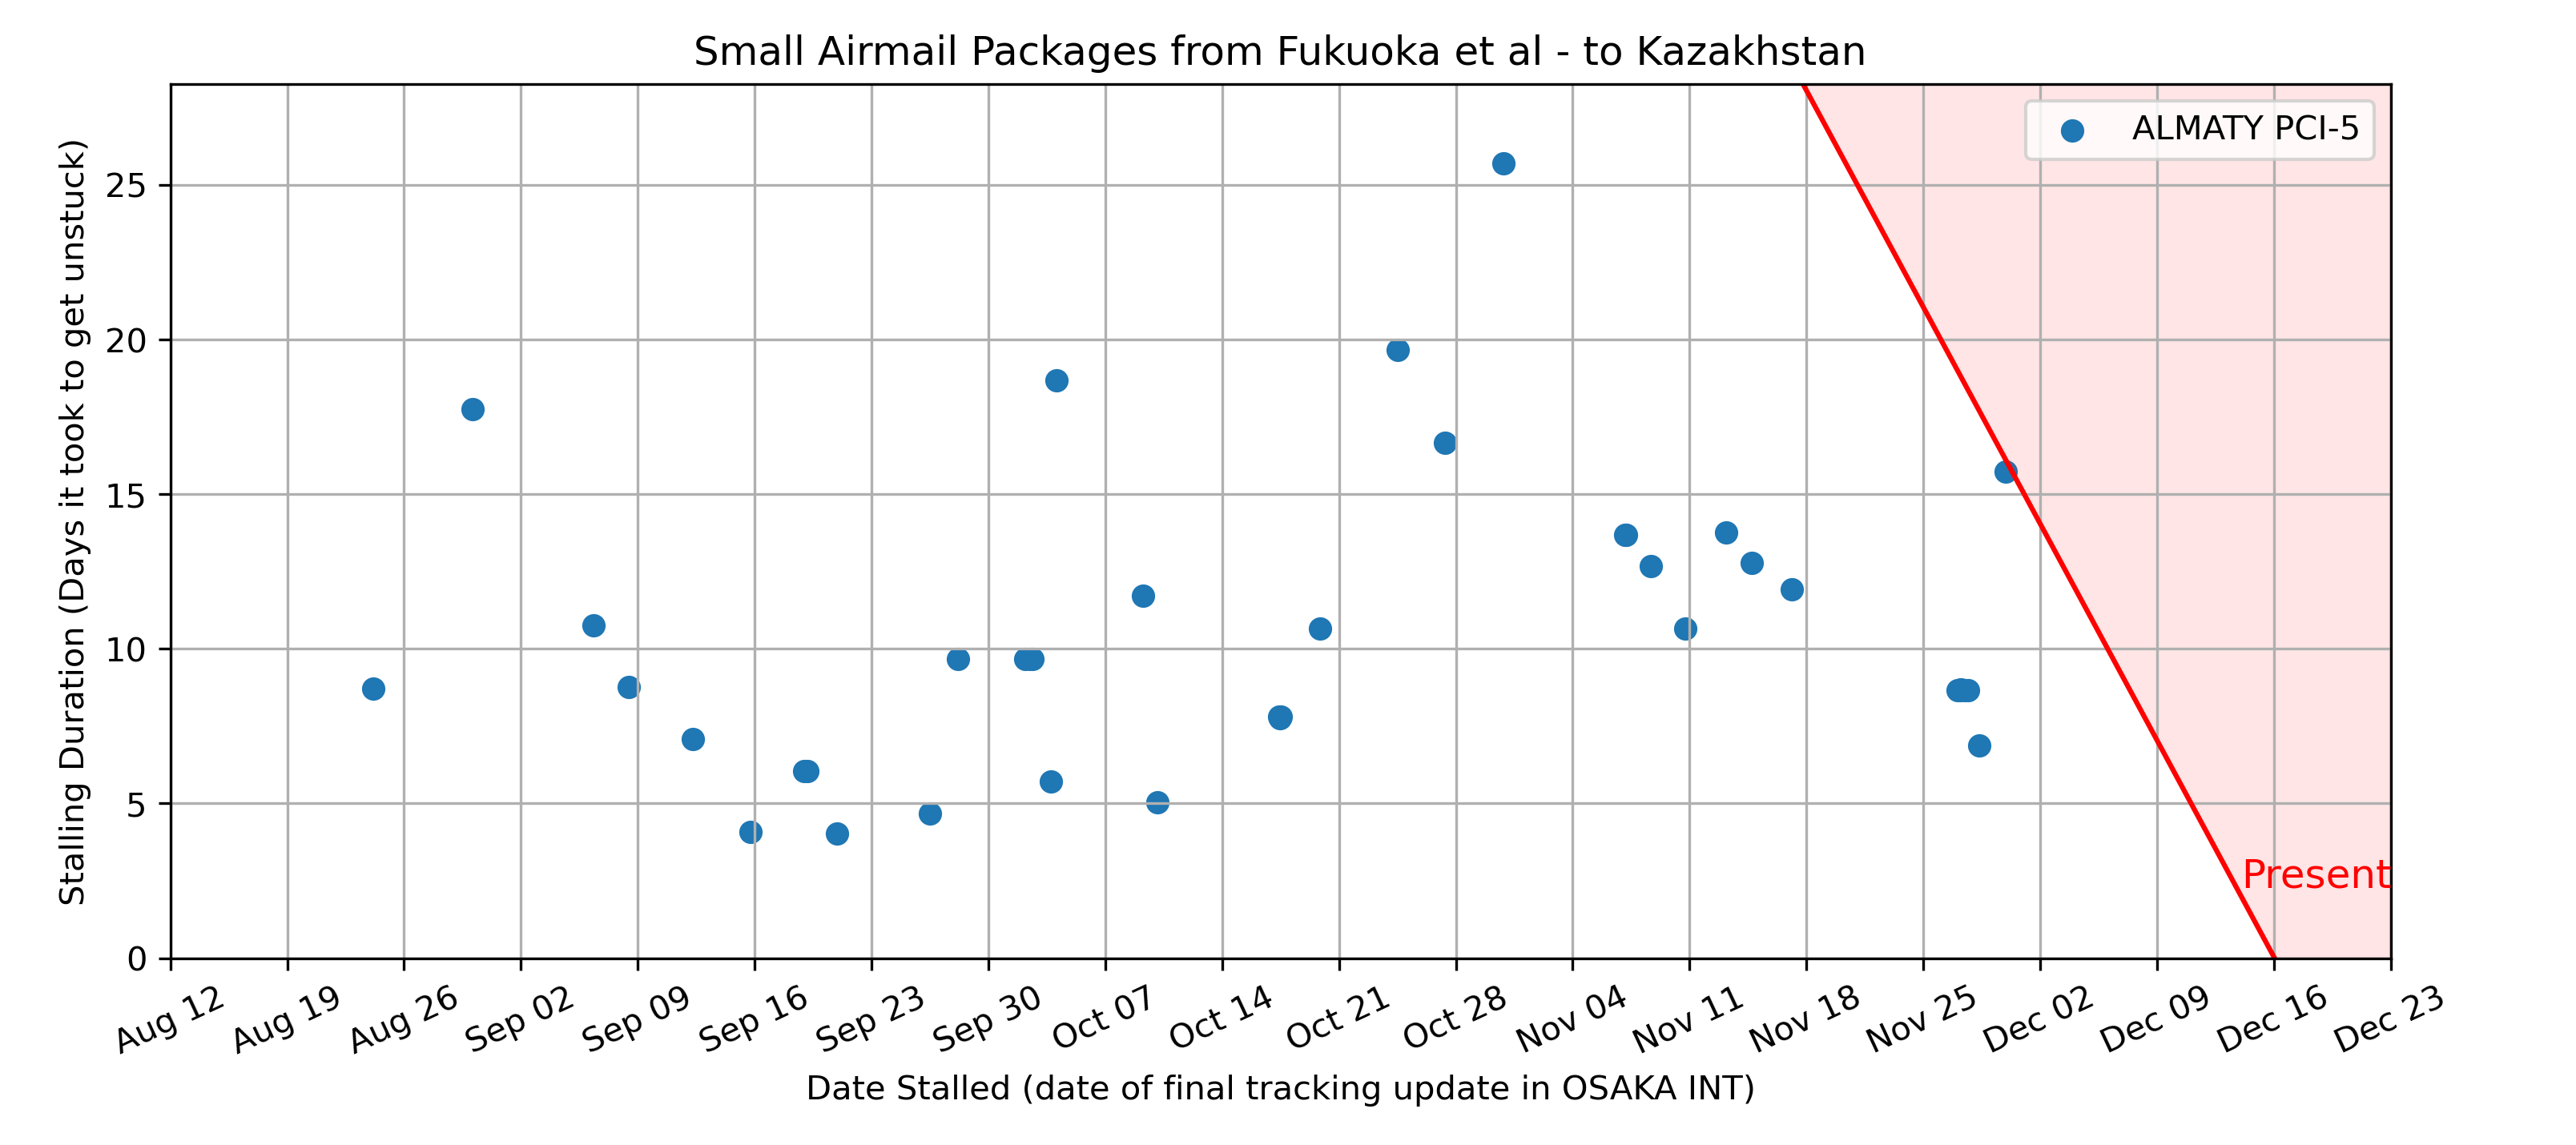 Small Airmail Packages from Fukuoka et al - to Kazakhstan
ALMATY PCI-5
Stalling Duration (Days it took to get unstuck)
25
20
15
10
5
0
Present
Aug 12 Aug 19 Aug 26 Sep 02 Sep 09 Sep 16 Sep 23 Sep 30 Oct 07 Oct 14 Oct 21 Oct 28 Nov 04 Nov 11 Nov 18 Nov 25 Dec 02 Dec 09 Dec 16 Dec 23
Date Stalled (date of final tracking update in OSAKA INT)